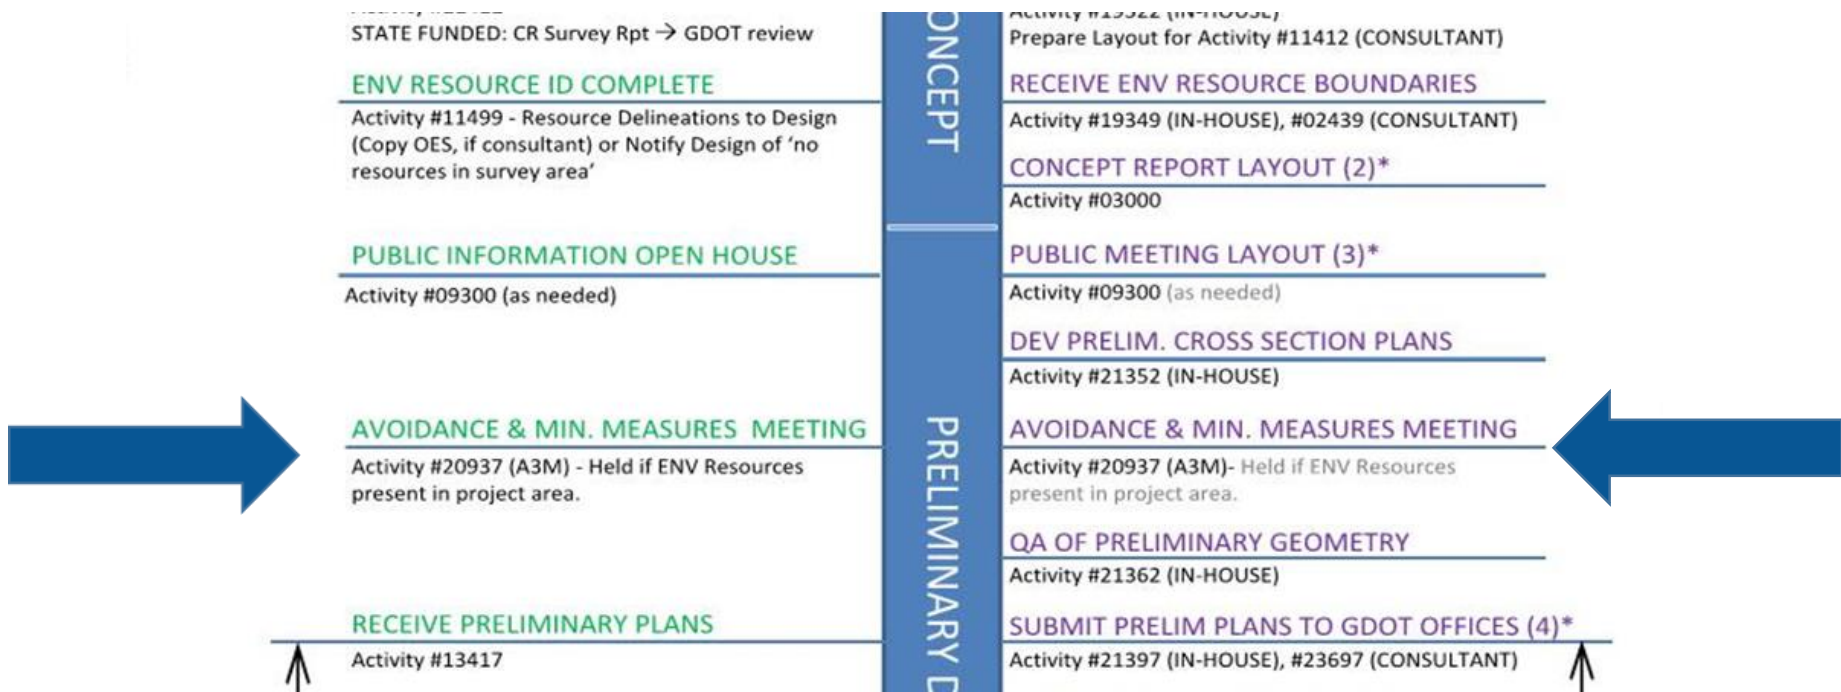 STATE FUNDED: CR Survey Rpt → GDOT review
ENV RESOURCE ID COMPLETE
Activity #11499 - Resource Delineations to Design
(Copy OES, if consultant) or Notify Design of ‘no
resources in survey area’
PUBLIC INFORMATION OPEN HOUSE
Activity #09300 (as needed)
AVOIDANCE & MIN. MEASURES MEETING
Activity #20937 (A3M) - Held if ENV Resources
present in project area.
RECEIVE PRELIMINARY PLANS
Activity #13417
ONCEPT
PRELIMINARY D
Activity #19322 (IN-HOUSE)
Prepare Layout for Activity #11412 (CONSULTANT)
RECEIVE ENV RESOURCE BOUNDARIES
Activity #19349 (IN-HOUSE), #02439 (CONSULTANT)
CONCEPT REPORT LAYOUT (2)*
Activity #03000
PUBLIC MEETING LAYOUT (3)*
Activity #09300 (as needed)
DEV PRELIM. CROSS SECTION PLANS
Activity #21352 (IN-HOUSE)
AVOIDANCE & MIN. MEASURES MEETING
Activity #20937 (A3M)- Held if ENV Resources
present in project area.
QA OF PRELIMINARY GEOMETRY
Activity #21362 (IN-HOUSE)
SUBMIT PRELIM PLANS TO GDOT OFFICES (4)*
Activity #21397 (IN-HOUSE), #23697 (CONSULTANT)